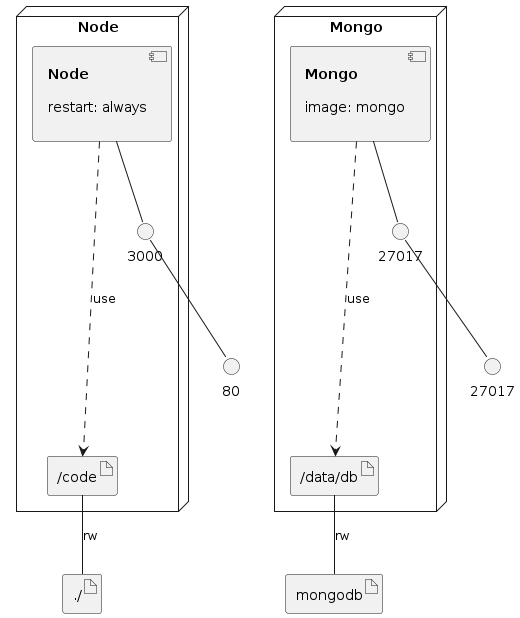 Node
Node
restart: always
3000
use
80
/code
rw
./
Mongo
Mongo
image: mongo
27017
use
27017
/data/db
rw
mongodb